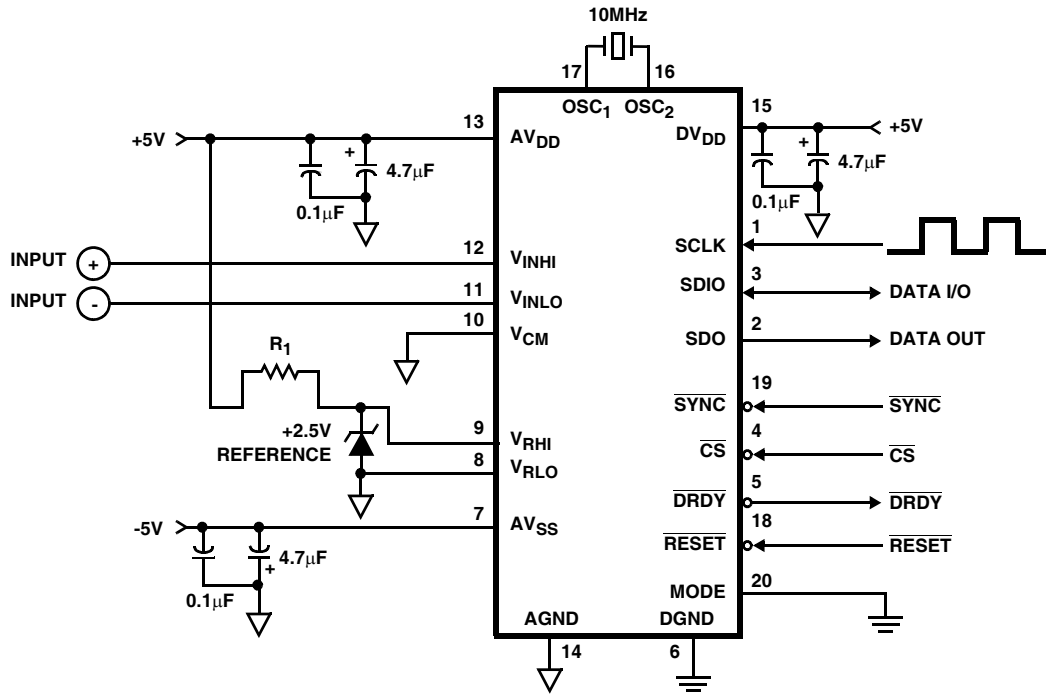 10MHz
17
16
OSC1
OSC2
+5V
13
AVDD
+
4.7µF
0.1µF
15
DVDD
+5V
+
4.7µF
0.1µF
INPUT
+
12
VINHI
INPUT
-
11
VINLO
10
VCM
R1
+2.5V
REFERENCE
9
VRHI
8
VRLO
-5V
7
AVSS
4.7µF
+
0.1µF
1
SCLK
3
SDIO
DATA I/O
2
SDO
DATA OUT
19
SYNC
SYNC
4
CS
CS
5
DRDY
DRDY
18
RESET
RESET
20
MODE
AGND
DGND
14
6